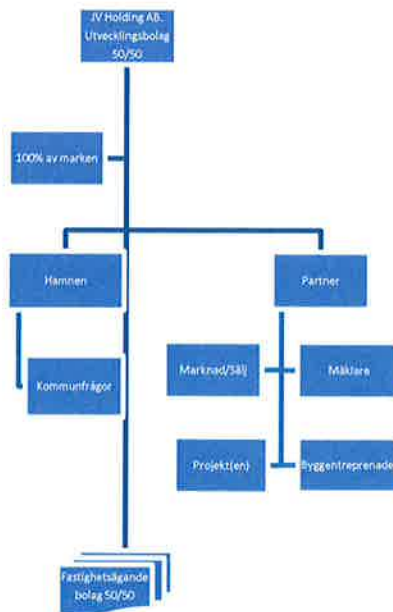 JV Holding AB.
Utvecklingsbolag
50/50
100% av marken
Hamnen
Partner
Kommunfrågor
Marknad/Sälj
Mäklare
Projekt(en)
Byggentreprenade
Fastighetsägande
bolag 50/50